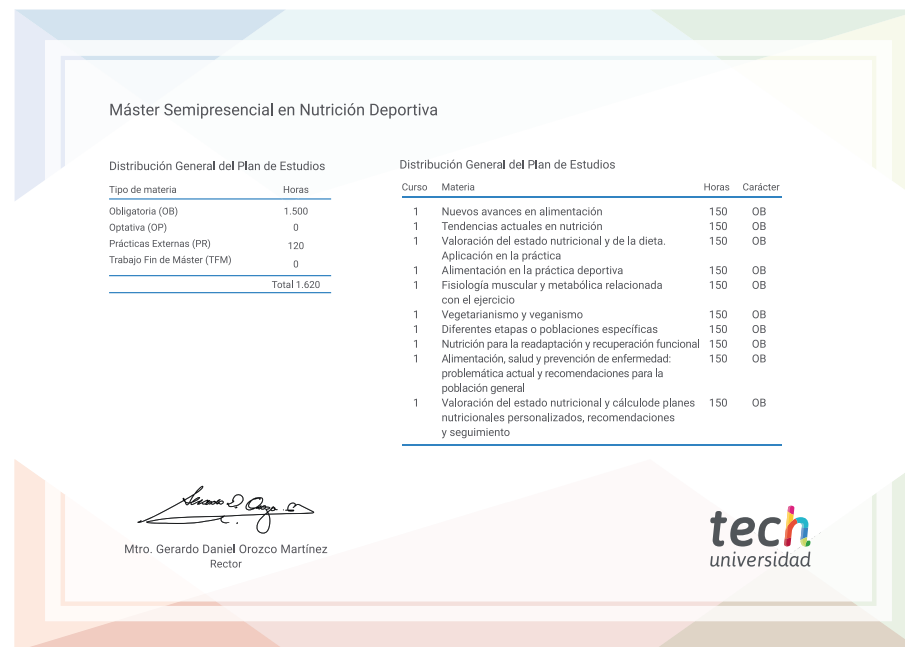 Máster Semipresencial en Nutrición Deportiva
Distribución General del Plan de Estudios
Tipo de materia Horas
Obligatoria (OB) 1.500
Optativa (OP) 0
Prácticas Externas (PR) 120
Trabajo Fin de Máster (TFM) 0
Total 1.620
Distribución General del Plan de Estudios
Curso Materia Horas Carácter
1 Nuevos avances en alimentación 150 OB
1 Tendencias actuales en nutrición 150 OB
1 Valoración del estado nutricional y de la dieta. 150 OB
Aplicación en la práctica
1 Alimentación en la práctica deportiva 150 OB
1 Fisiología muscular y metabólica relacionada 150 OB
con el ejercicio
1 Vegetarianismo y veganismo 150 OB
1 Diferentes etapas o poblaciones específicas 150 OB
1 Nutrición para la readaptación y recuperación funcional 150 OB
1 Alimentación, salud y prevención de enfermedad: 150 OB
problemática actual y recomendaciones para la
población general
1 Valoración del estado nutricional y cálculode planes 150 OB
nutricionales personalizados, recomendaciones
y seguimiento
Mtro. Gerardo Daniel Orozco Martínez
Rector
tech
universidad